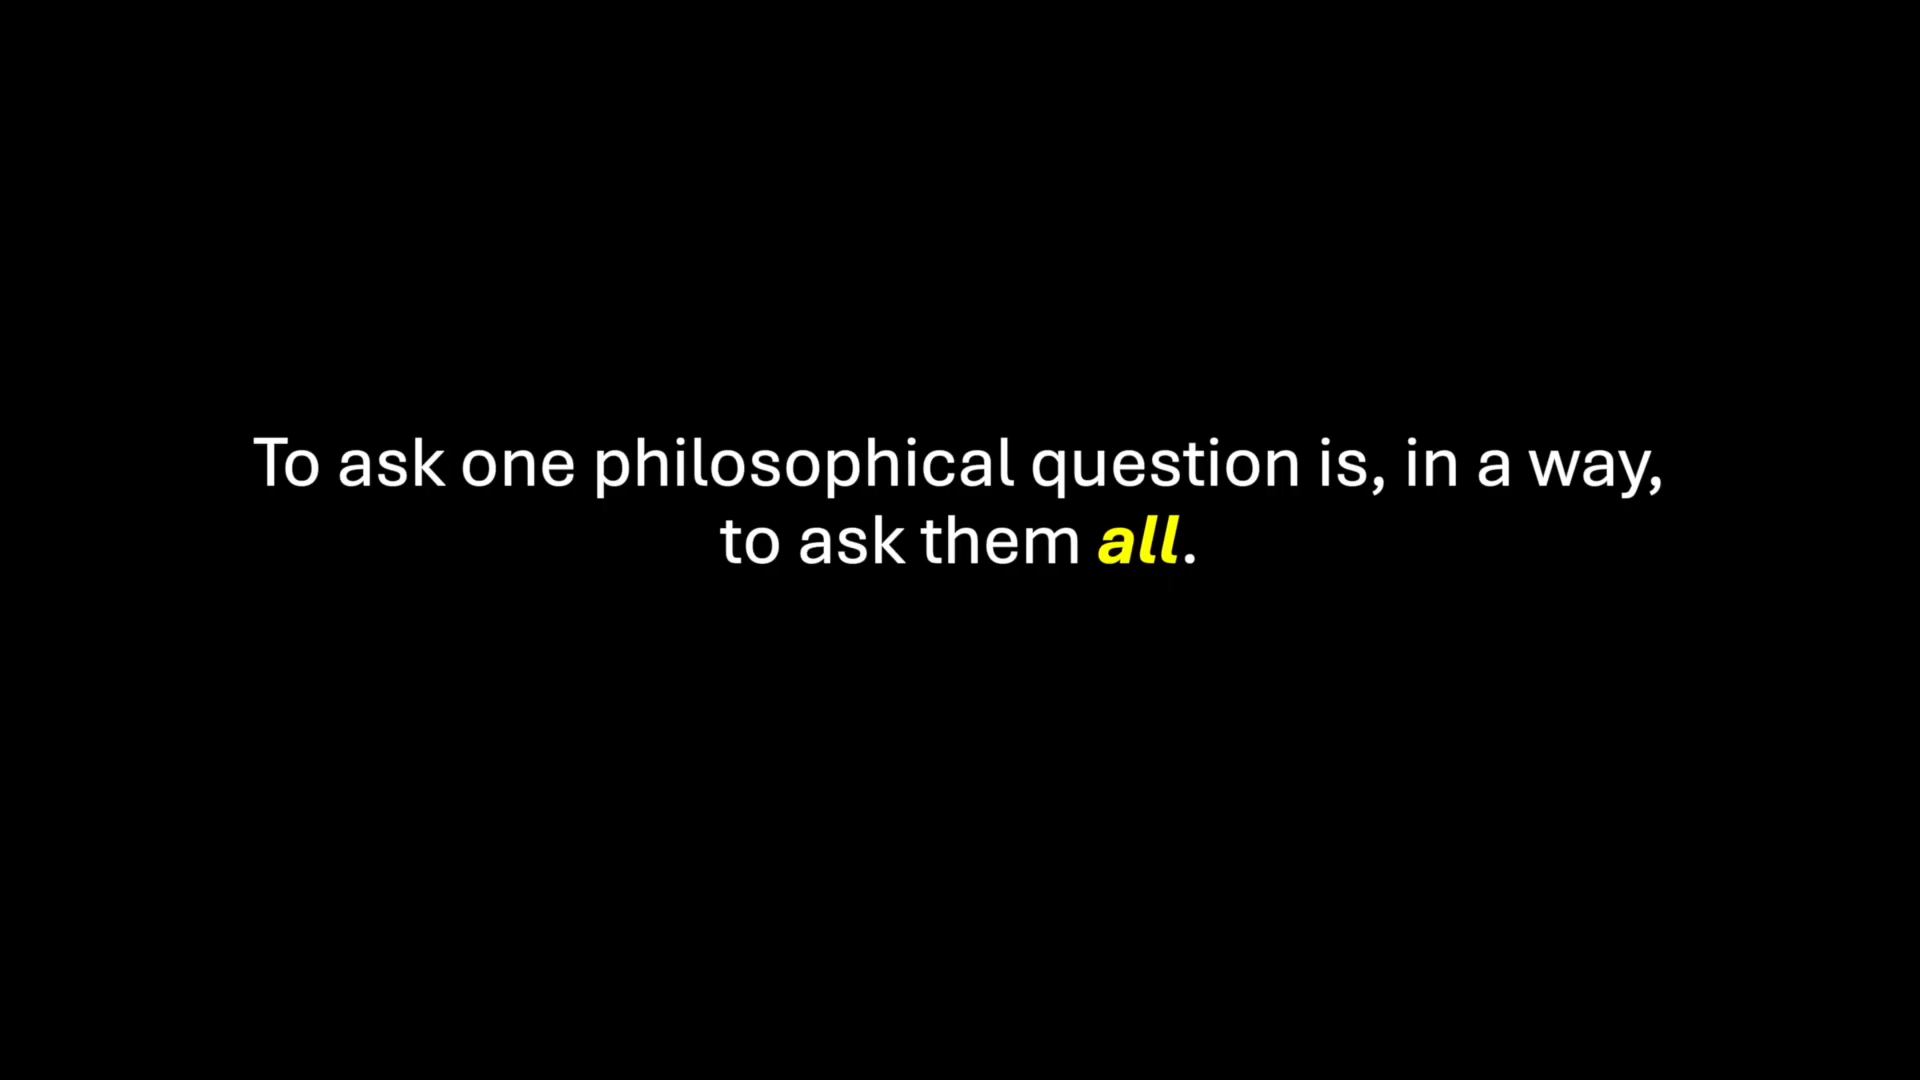 To ask one philosophical question is, in a way,
to ask them all.